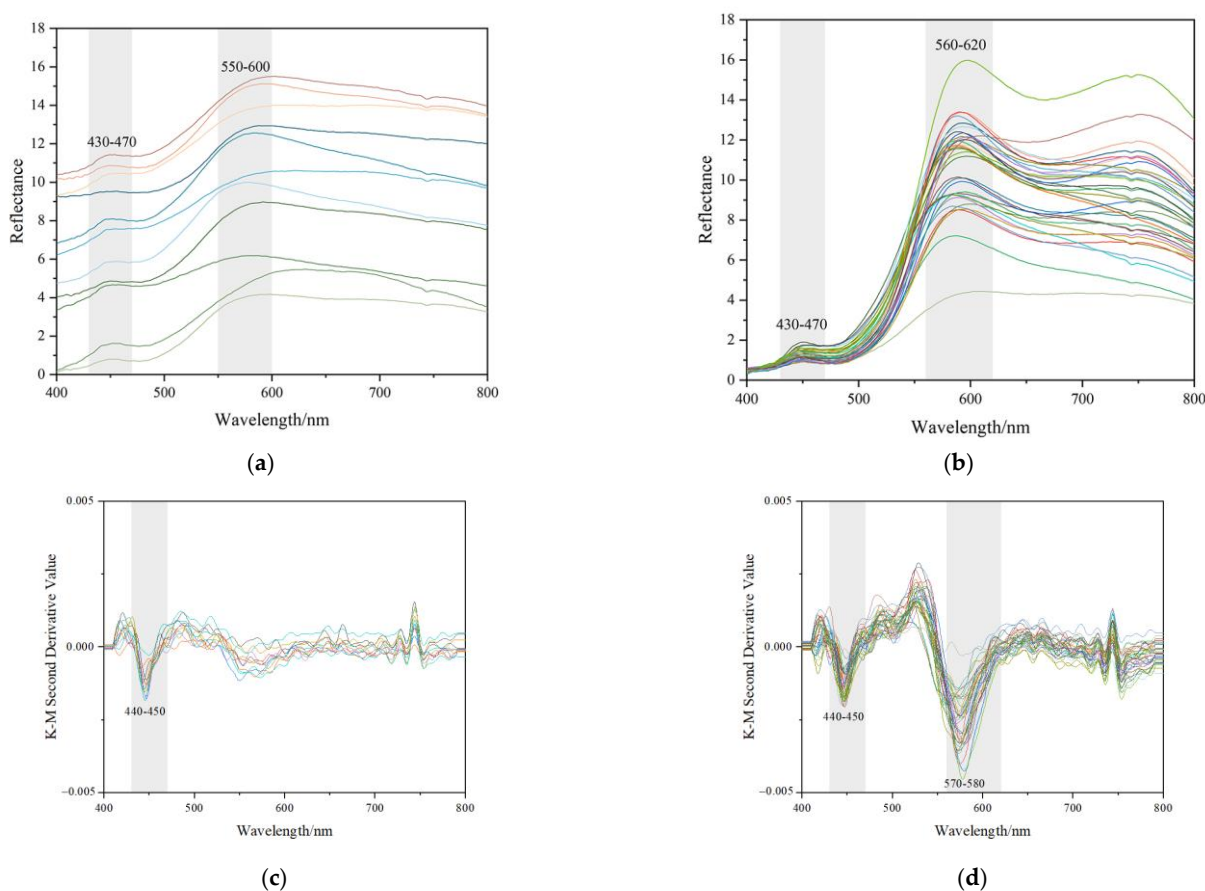 18
16
14
12
10
8
6
4
2
0
Reflectance
430-470
550-600
400 500 600 700 800
Wavelength/nm
(a)
18
16
14
12
10
8
6
4
2
0
Reflectance
430-470
560-620
400 500 600 700 800
Wavelength/nm
(b)
0.005
0.000
−0.005
K-M Second Derivative Value
440-450
400 500 600 700 800
Wavelength/nm
(c)
0.005
0.000
−0.005
K-M Second Derivative Value
440-450
570-580
400 500 600 700 800
Wavelength/nm
(d)